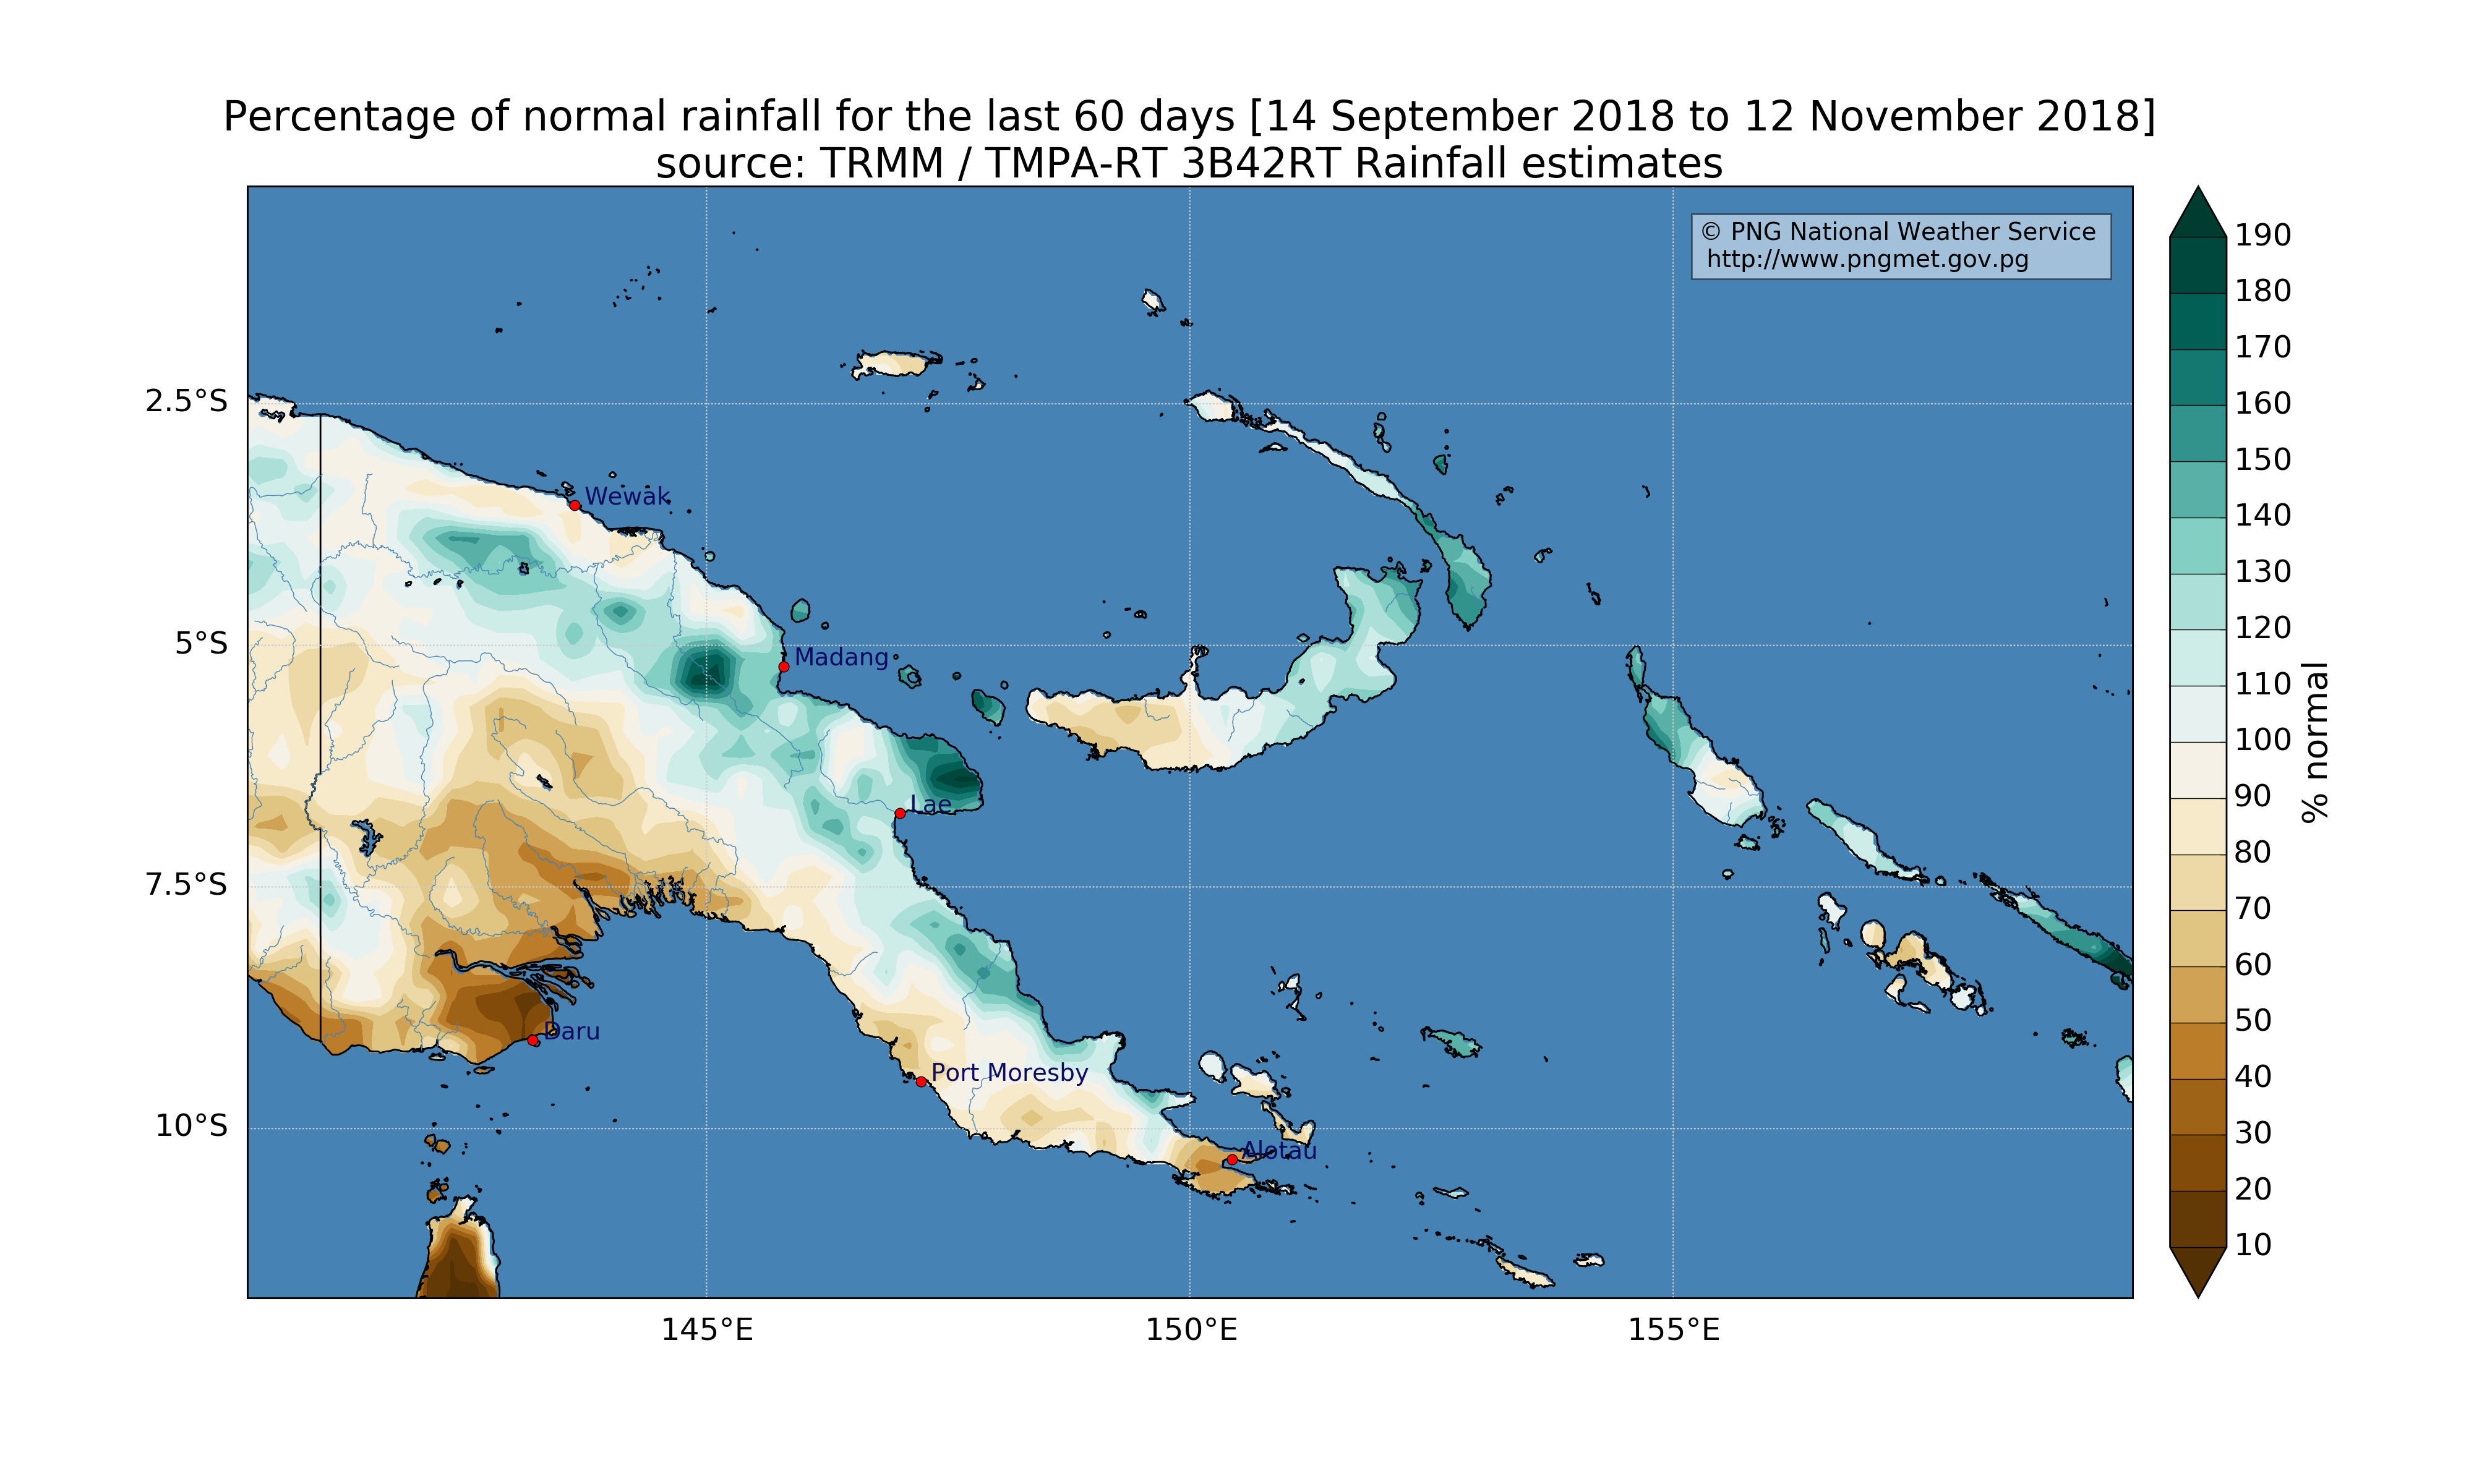 Percentage of normal rainfall for the last 60 days [14 September 2018 to 12 November 2018]
source: TRMM / TMPA-RT 3B42RT Rainfall estimates
© PNG National Weather Service
http://www.pngmet.gov.pg
2.5°S
5°S
7.5°S
10°S
145°E
150°E
155°E
Wewak
Madang
Lae
Daru
Port Moresby
Alotau
190
180
170
160
150
140
130
120
110
100
90
80
70
60
50
40
30
20
10
% normal